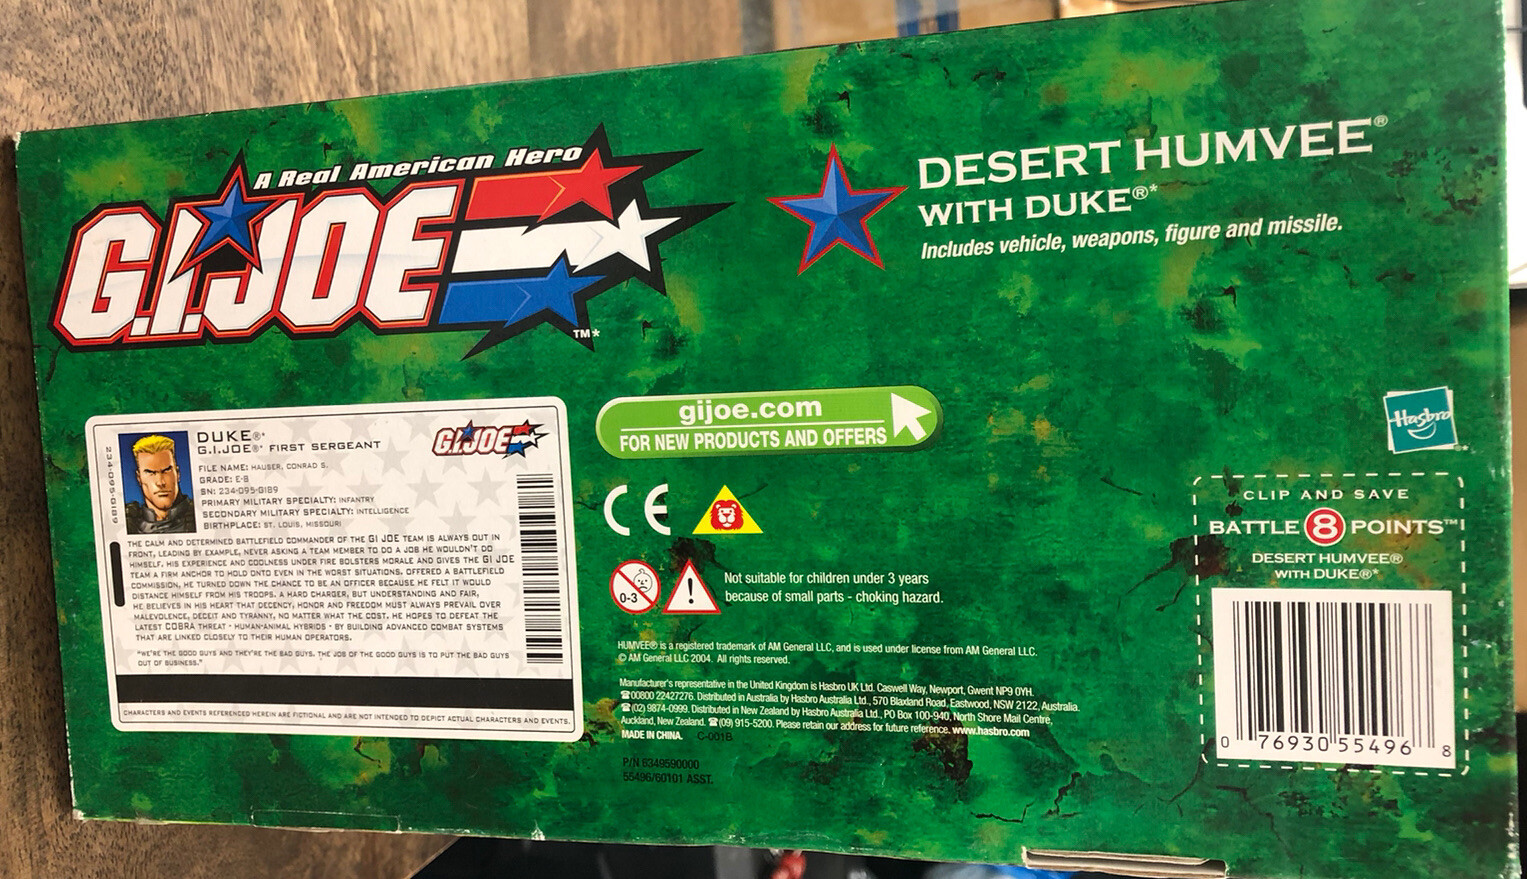 A Real American Hero
G.I.JOE
TM*
DESERT HUMVEE®
WITH DUKE®*
Includes vehicle, weapons, figure and missile.
234-095-GIB9
DUKE®*
G.I.JOE®* FIRST SERGEANT
G.I.JOE
FILE NAME: HAUSER, CONRAD S.
GRADE: E-8
SN: 234-095-GIB9
PRIMARY MILITARY SPECIALTY: INFANTRY
SECONDARY MILITARY SPECIALTY: INTELLIGENCE
BIRTHPLACE: ST. LOUIS, MISSOURI
THE CALM AND DETERMINED BATTLEFIELD COMMANDER OF THE GI JOE TEAM IS ALWAYS OUT IN
FRONT, LEADING BY EXAMPLE, NEVER ASKING A TEAM MEMBER TO DO A JOB HE WOULDN'T DO
HIMSELF. HIS EXPERIENCE AND COOLNESS UNDER FIRE BOLSTERS MORALE AND GIVES THE GI JOE
TEAM A FIRM ANCHOR TO HOLD ONTO EVEN IN THE WORST SITUATIONS. OFFERED A BATTLEFIELD
COMMISSION, HE TURNED DOWN THE CHANCE TO BE AN OFFICER BECAUSE HE FELT IT WOULD
DISTANCE HIMSELF FROM HIS TROOPS. A HARD CHARGER, BUT UNDERSTANDING AND FAIR,
HE BELIEVES IN HIS HEART THAT DECENCY, HONOR AND FREEDOM MUST ALWAYS PREVAIL OVER
MALEVOLENCE, DECEIT AND TYRANNY, NO MATTER WHAT THE COST. HE HOPES TO DEFEAT THE
LATEST COBRA THREAT - HUMAN-ANIMAL HYBRIDS - BY BUILDING ADVANCED COMBAT SYSTEMS
THAT ARE LINKED CLOSELY TO THEIR HUMAN OPERATORS.
"WE'RE THE GOOD GUYS AND THEY'RE THE BAD GUYS. THE JOB OF THE GOOD GUYS IS TO PUT THE BAD GUYS
OUT OF BUSINESS."
CHARACTERS AND EVENTS REFERENCED HEREIN ARE FICTIONAL AND ARE NOT INTENDED TO DEPICT ACTUAL CHARACTERS AND EVENTS.
gijoe.com
FOR NEW PRODUCTS AND OFFERS
CE
0-3
Not suitable for children under 3 years
because of small parts - choking hazard.
HUMVEE® is a registered trademark of AM General LLC, and is used under license from AM General LLC.
© AM General LLC 2004. All rights reserved.
Manufacturer's representative in the United Kingdom is Hasbro UK Ltd. Caswell Way, Newport, Gwent NP9 0YH.
☎00800 22427276. Distributed in Australia by Hasbro Australia Ltd., 570 Blaxland Road, Eastwood, NSW 2122, Australia.
☎(02) 9874-0999. Distributed in New Zealand by Hasbro Australia Ltd., PO Box 100-940, North Shore Mail Centre,
Auckland, New Zealand. ☎(09) 915-5200. Please retain our address for future reference. www.hasbro.com
MADE IN CHINA. C-001B
P/N 6349590000
55496/60101 ASST.
Hasbro
®*
CLIP AND SAVE
BATTLE 8 POINTS™
DESERT HUMVEE®
WITH DUKE®*
0 76930 55496 8